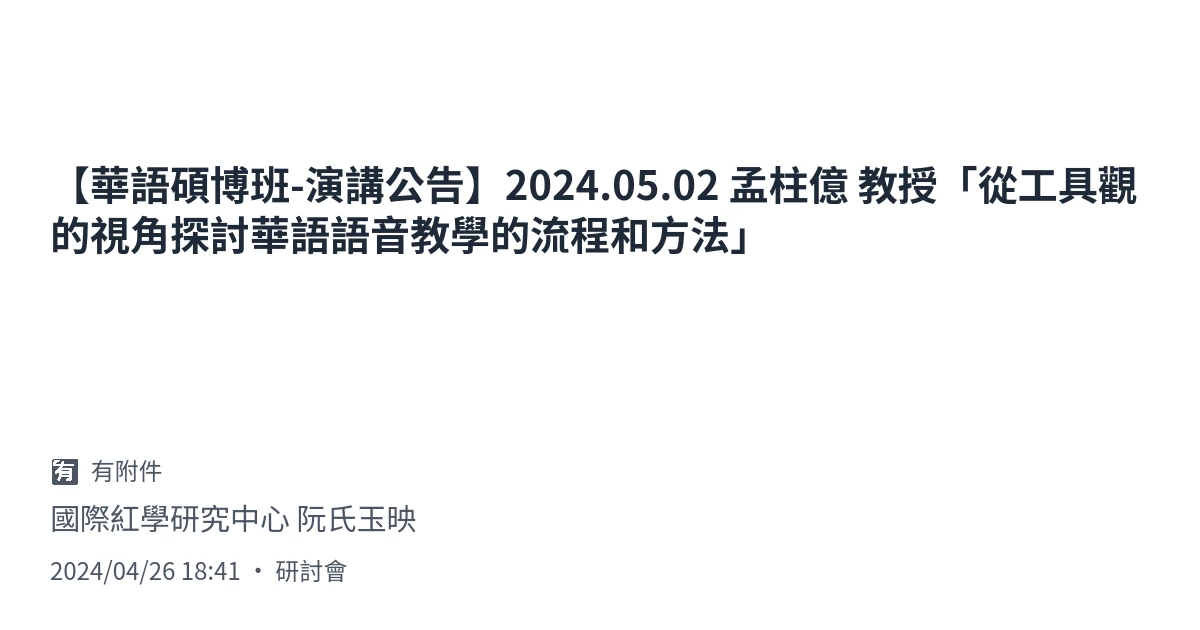 【華語碩博班-演講公告】2024.05.02 孟柱億 教授「從工具觀
的視角探討華語語音教學的流程和方法」
有 有附件
國際紅學研究中心 阮氏玉映
2024/04/26 18:41 • 研討會